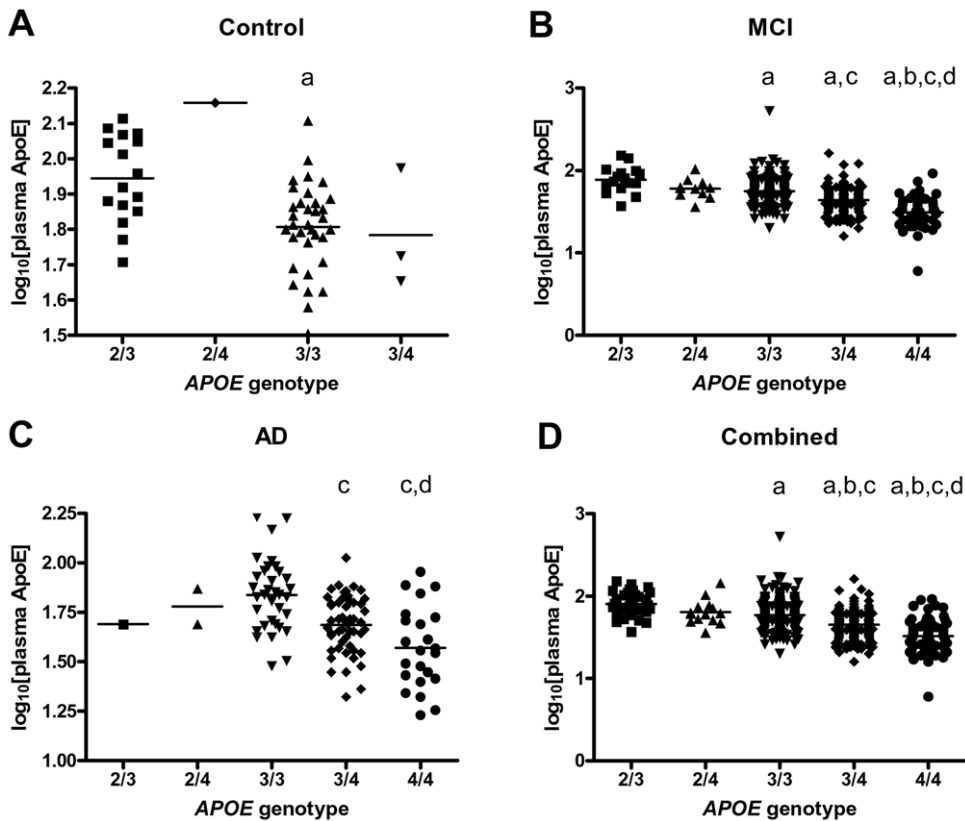 A
Control
a
2.2
2.1
2.0
1.9
1.8
1.7
1.6
1.5
log10[plasma ApoE]
2/3 2/4 3/3 3/4
APOE genotype
B
MCI
a a,c a,b,c,d
3
2
1
0
log10[plasma ApoE]
2/3 2/4 3/3 3/4 4/4
APOE genotype
C
AD
c c,d
2.25
2.00
1.75
1.50
1.25
1.00
log10[plasma ApoE]
2/3 2/4 3/3 3/4 4/4
APOE genotype
D
Combined
a a,b,c a,b,c,d
3
2
1
0
log10[plasma ApoE]
2/3 2/4 3/3 3/4 4/4
APOE genotype